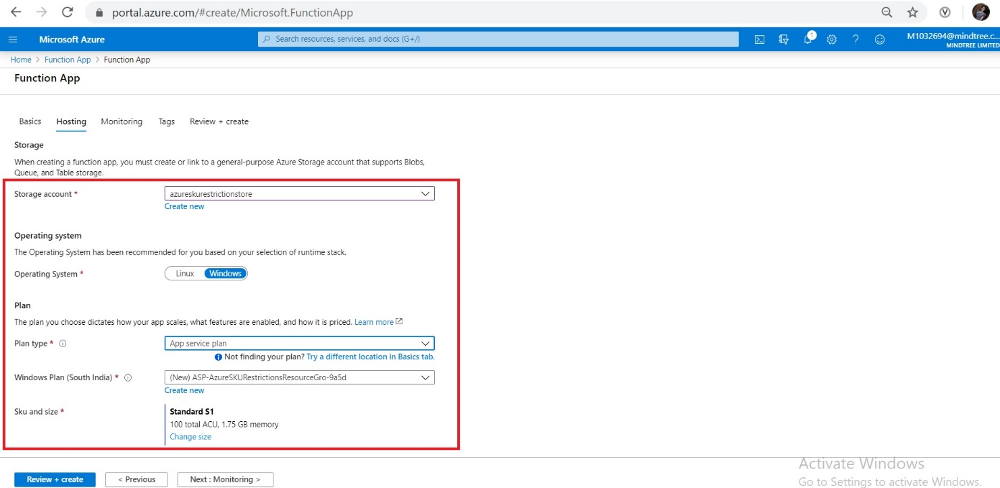 portal.azure.com/#create/Microsoft.FunctionApp
V
Microsoft Azure
Search resources, services, and docs (G+/)
1
M1032694@mindtree.c...
MINDTREE LIMITED
Home > Function App > Function App
Function App
Basics Hosting Monitoring Tags Review + create
Storage
When creating a function app, you must create or link to a general-purpose Azure Storage account that supports Blobs,
Queue, and Table storage.
Storage account * azureskurestrictionstore
Create new
Operating system
The Operating System has been recommended for you based on your selection of runtime stack.
Operating System * Linux Windows
Plan
The plan you choose dictates how your app scales, what features are enabled, and how it is priced. Learn more
Plan type * App service plan
Not finding your plan? Try a different location in Basics tab.
Windows Plan (South India) * (New) ASP-AzureSKURestrictionsResourceGro-9a5d
Create new
Sku and size * Standard S1
100 total ACU, 1.75 GB memory
Change size
Activate Windows
Go to Settings to activate Windows.
Review + create < Previous Next : Monitoring >